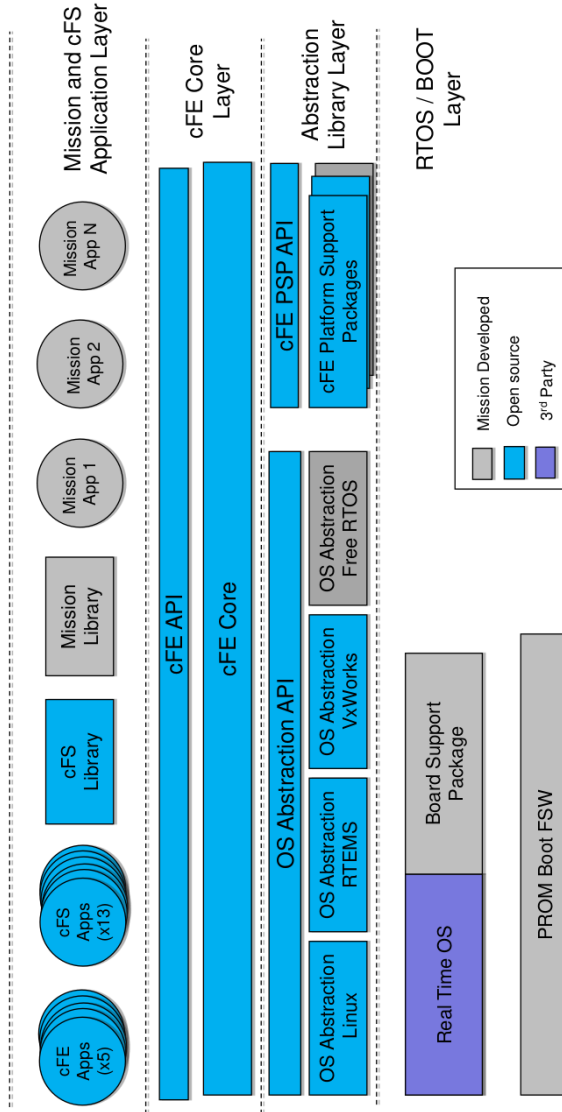 cFE
Apps
(x5)
cFS
Apps
(x13)
cFS
Library
Mission
Library
Mission
App 1
Mission
App 2
Mission
App N
Mission and cFS
Application Layer
cFE API
cFE Core
cFE Core
Layer
OS Abstraction API
cFE PSP API
OS Abstraction
Linux
OS Abstraction
RTEMS
OS Abstraction
VxWorks
OS Abstraction
Free RTOS
cFE Platform Support
Packages
Abstraction
Library Layer
Real Time OS
Board Support
Package
PROM Boot FSW
RTOS / BOOT
Layer
Mission Developed
Open source
3rd Party